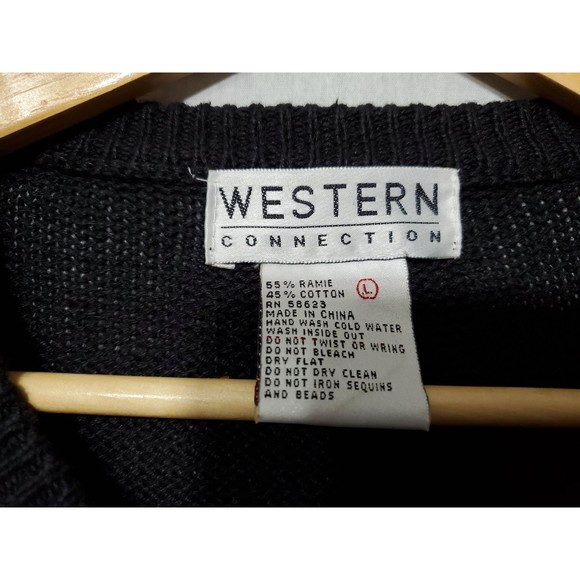 WESTERN
CONNECTION
55% RAMIE
45% COTTON L
RN 58623
MADE IN CHINA
HAND WASH COLD WATER
WASH INSIDE OUT
DO NOT TWIST OR WRING
DO NOT BLEACH
DRY FLAT
DO NOT DRY CLEAN
DO NOT IRON SEQUINS
AND BEADS